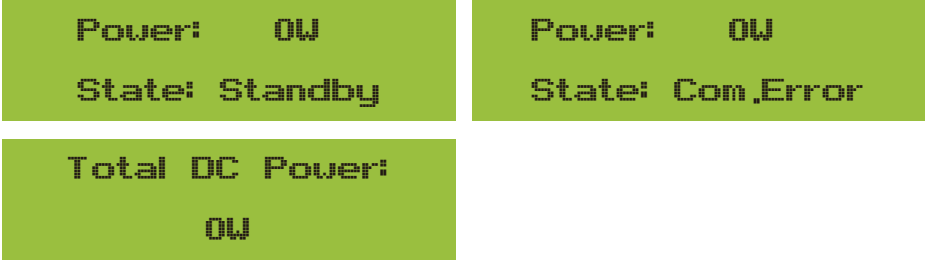 Power: 0W
State: Standby
Power: 0W
State: Com.Error
Total DC Power:
0W